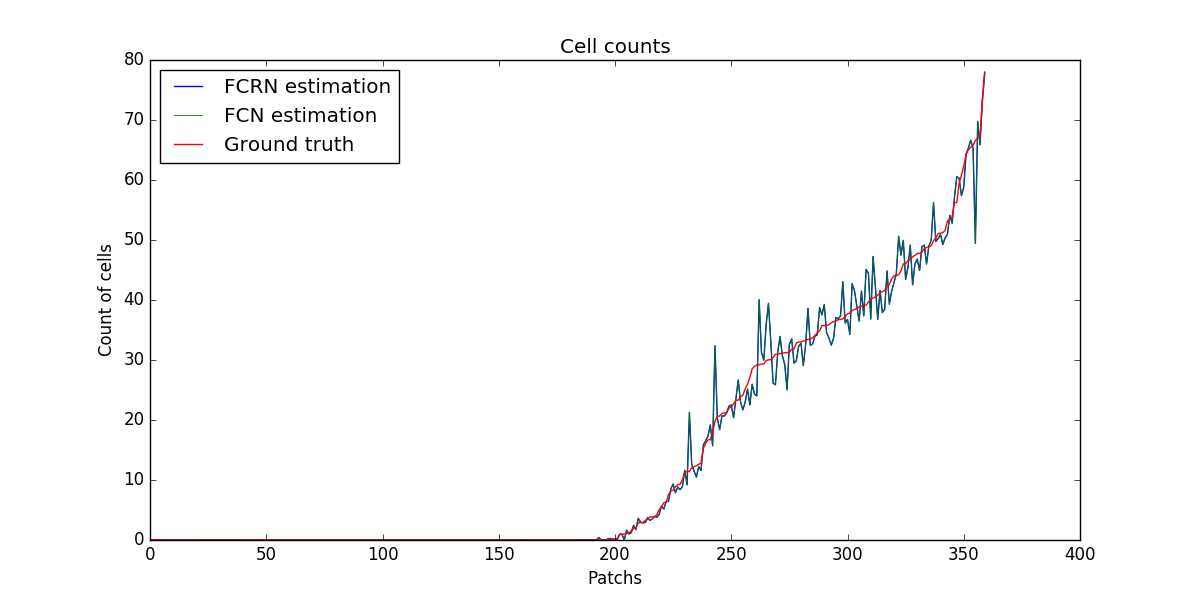 Cell counts
80
70
60
50
40
30
20
10
0
Count of cells
FCRN estimation
FCN estimation
Ground truth
0 50 100 150 200 250 300 350 400
Patchs